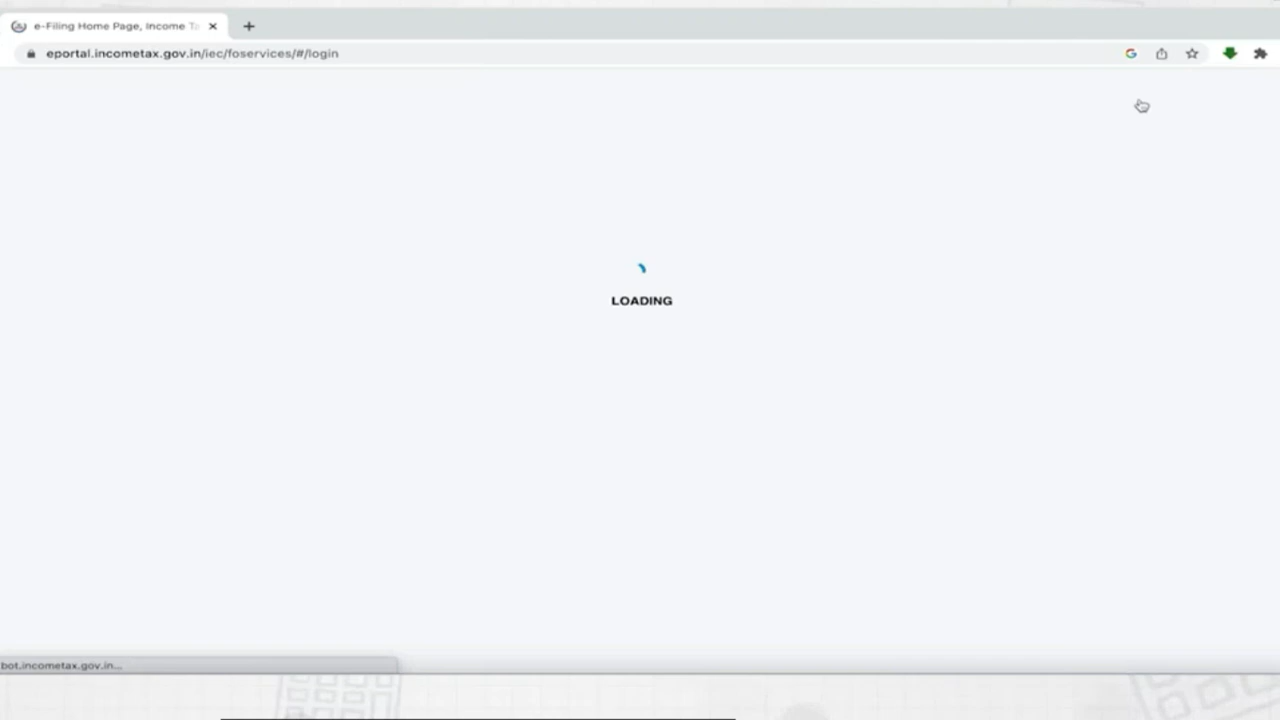 e-Filing Home Page, Income Ta
eportal.incometax.gov.in/iec/foservices/#/login
LOADING
bot.incometax.gov.in...